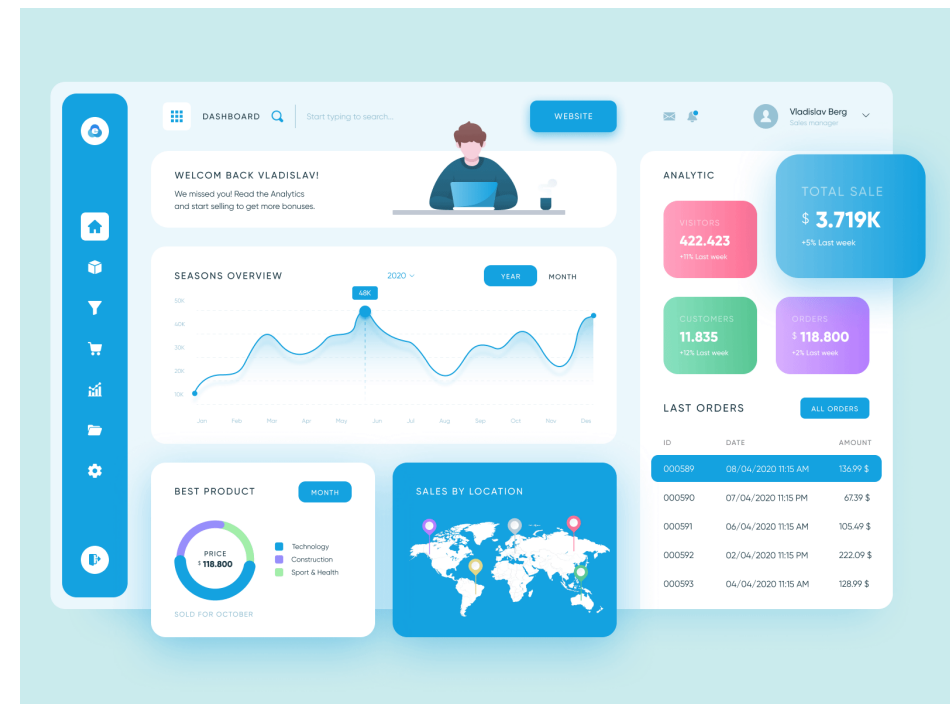 DASHBOARD
Start typing to search...
WEBSITE
Vladislav Berg
Sales manager
WELCOM BACK VLADISLAV!
We missed you! Read the Analytics
and start selling to get more bonuses.
SEASONS OVERVIEW
2020
YEAR
MONTH
48K
50K
40K
30K
20K
10K
Jan Feb Mar Apr May Jun Jul Aug Sep Oct Nov Des
BEST PRODUCT
MONTH
PRICE
$ 118.800
Technology
Construction
Sport & Health
SOLD FOR OCTOBER
SALES BY LOCATION
ANALYTIC
VISITORS
422.423
+11% Last week
TOTAL SALE
$ 3.719K
+5% Last week
CUSTOMERS
11.835
+12% Last week
ORDERS
$ 118.800
+2% Last week
LAST ORDERS
ALL ORDERS
ID DATE AMOUNT
000589 08/04/2020 11:15 AM 136.99 $
000590 07/04/2020 11:15 PM 67.39 $
000591 06/04/2020 11:15 AM 105.49 $
000592 02/04/2020 11:15 PM 222.09 $
000593 04/04/2020 11:15 AM 128.99 $